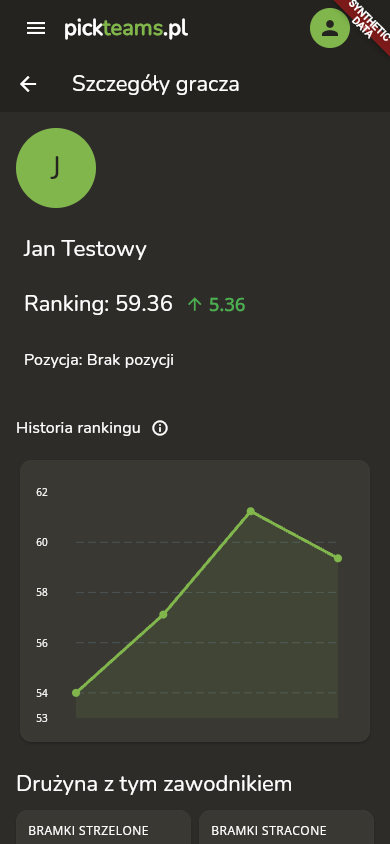 pickteams.pl
SYNTHETIC
DATA
Szczegóły gracza
J
Jan Testowy
Ranking: 59.36 ↑ 5.36
Pozycja: Brak pozycji
Historia rankingu
62
60
58
56
54
53
Drużyna z tym zawodnikiem
BRAMKI STRZELONE
BRAMKI STRACONE